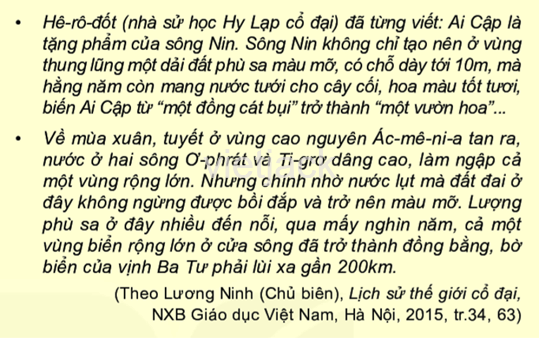 • Hê-rô-đốt (nhà sử học Hy Lạp cổ đại) đã từng viết: Ai Cập là
tặng phẩm của sông Nin. Sông Nin không chỉ tạo nên ở vùng
thung lũng một dải đất phù sa màu mỡ, có chỗ dày tới 10m, mà
hằng năm còn mang nước tưới cho cây cối, hoa màu tốt tươi,
biến Ai Cập từ “một đồng cát bụi” trở thành “một vườn hoa”...
• Về mùa xuân, tuyết ở vùng cao nguyên Ác-mê-ni-a tan ra,
nước ở hai sông Ơ-phrát và Ti-grơ dâng cao, làm ngập cả
một vùng rộng lớn. Nhưng chính nhờ nước lụt mà đất đai ở
đây không ngừng được bồi đắp và trở nên màu mỡ. Lượng
phù sa ở đây nhiều đến nỗi, qua mấy nghìn năm, cả một
vùng biển rộng lớn ở cửa sông đã trở thành đồng bằng, bờ
biển của vịnh Ba Tư phải lùi xa gần 200km.
(Theo Lương Ninh (Chủ biên), Lịch sử thế giới cổ đại,
NXB Giáo dục Việt Nam, Hà Nội, 2015, tr.34, 63)